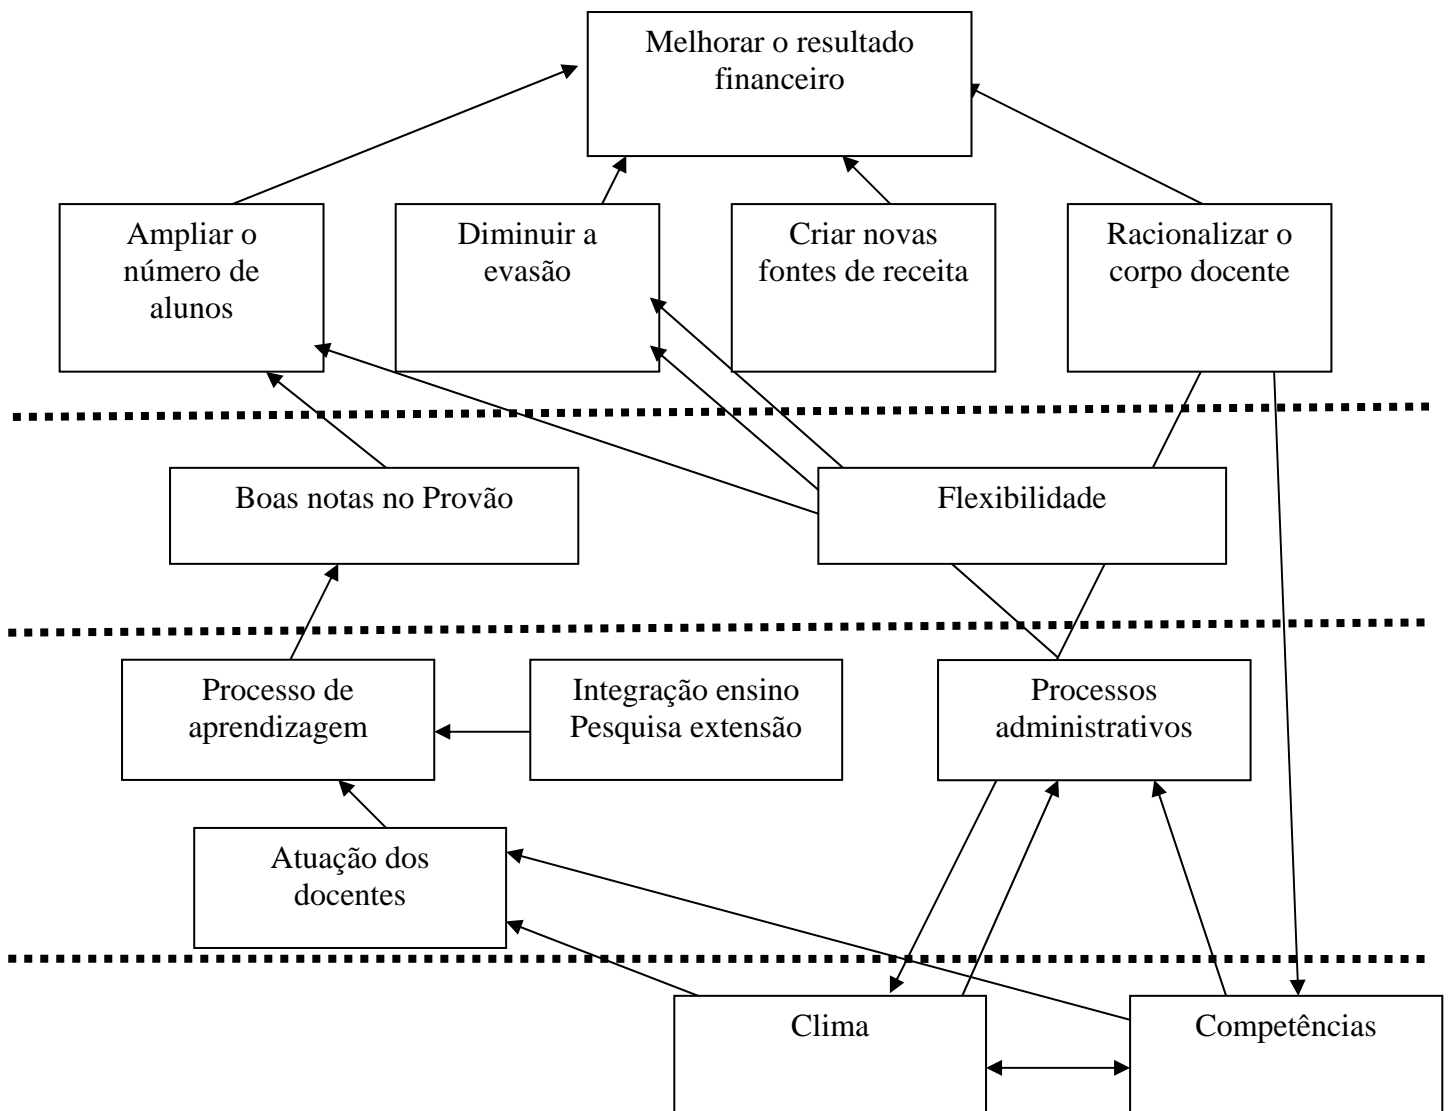 Melhorar o resultado
financeiro
Ampliar o
número de
alunos
Diminuir a
evasão
Criar novas
fontes de receita
Racionalizar o
corpo docente
Boas notas no Provão
Flexibilidade
Processo de
aprendizagem
Integração ensino
Pesquisa extensão
Processos
administrativos
Atuação dos
docentes
Clima
Competências